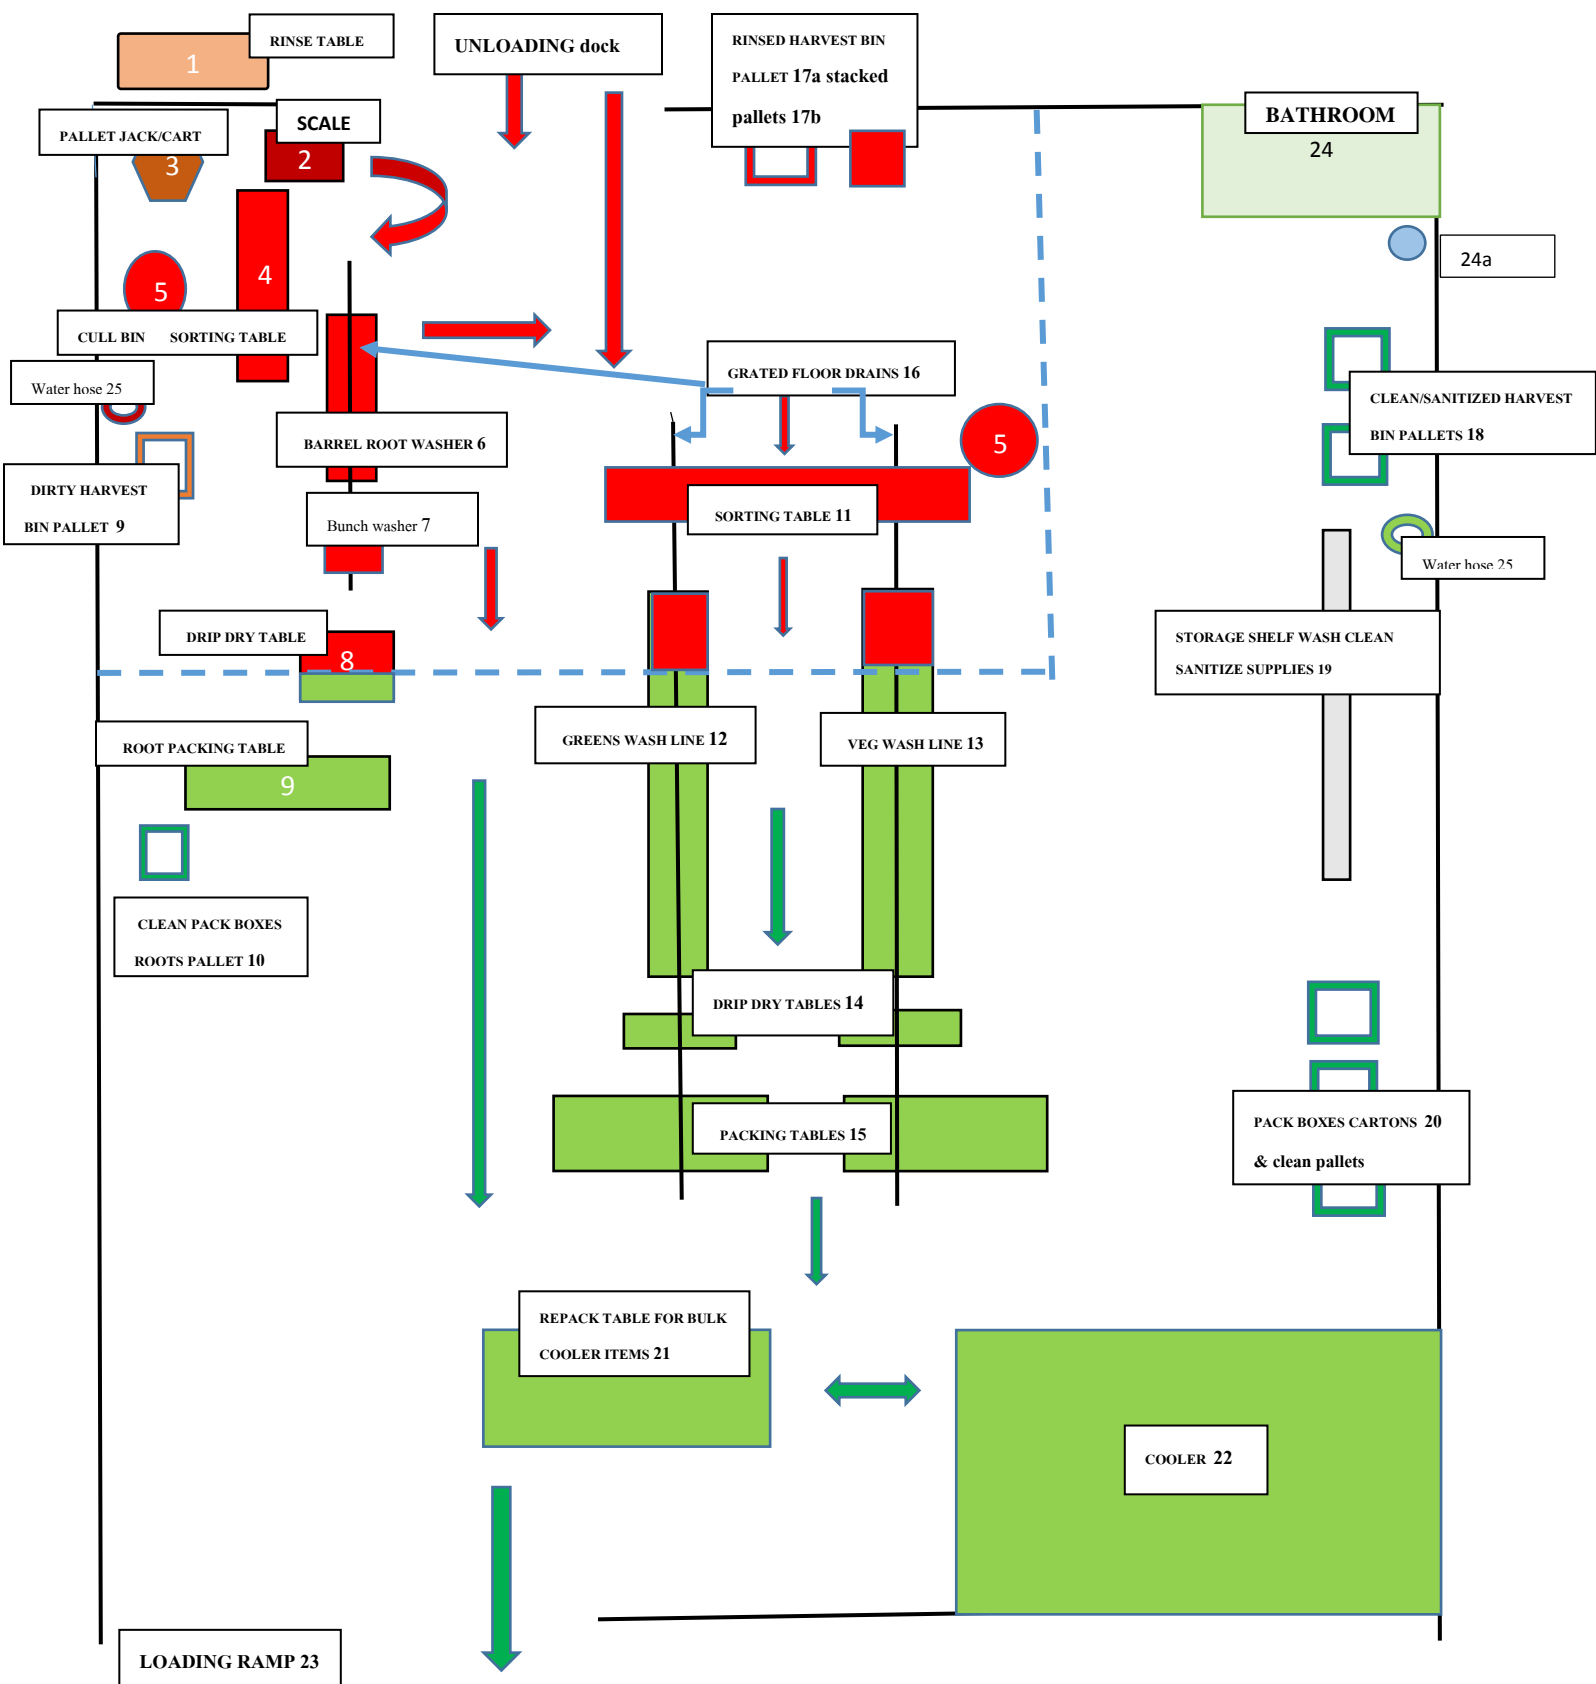 1
RINSE TABLE
UNLOADING dock
RINSED HARVEST BIN
PALLET 17a stacked
pallets 17b
PALLET JACK/CART
SCALE
3
2
BATHROOM
24
24a
4
5
CULL BIN SORTING TABLE
Water hose 25
GRATED FLOOR DRAINS 16
CLEAN/SANITIZED HARVEST
BIN PALLETS 18
BARREL ROOT WASHER 6
5
DIRTY HARVEST
BIN PALLET 9
Bunch washer 7
SORTING TABLE 11
Water hose 25
DRIP DRY TABLE
8
STORAGE SHELF WASH CLEAN
SANITIZE SUPPLIES 19
ROOT PACKING TABLE
9
GREENS WASH LINE 12
VEG WASH LINE 13
CLEAN PACK BOXES
ROOTS PALLET 10
DRIP DRY TABLES 14
PACKING TABLES 15
PACK BOXES CARTONS 20
& clean pallets
REPACK TABLE FOR BULK
COOLER ITEMS 21
COOLER 22
LOADING RAMP 23